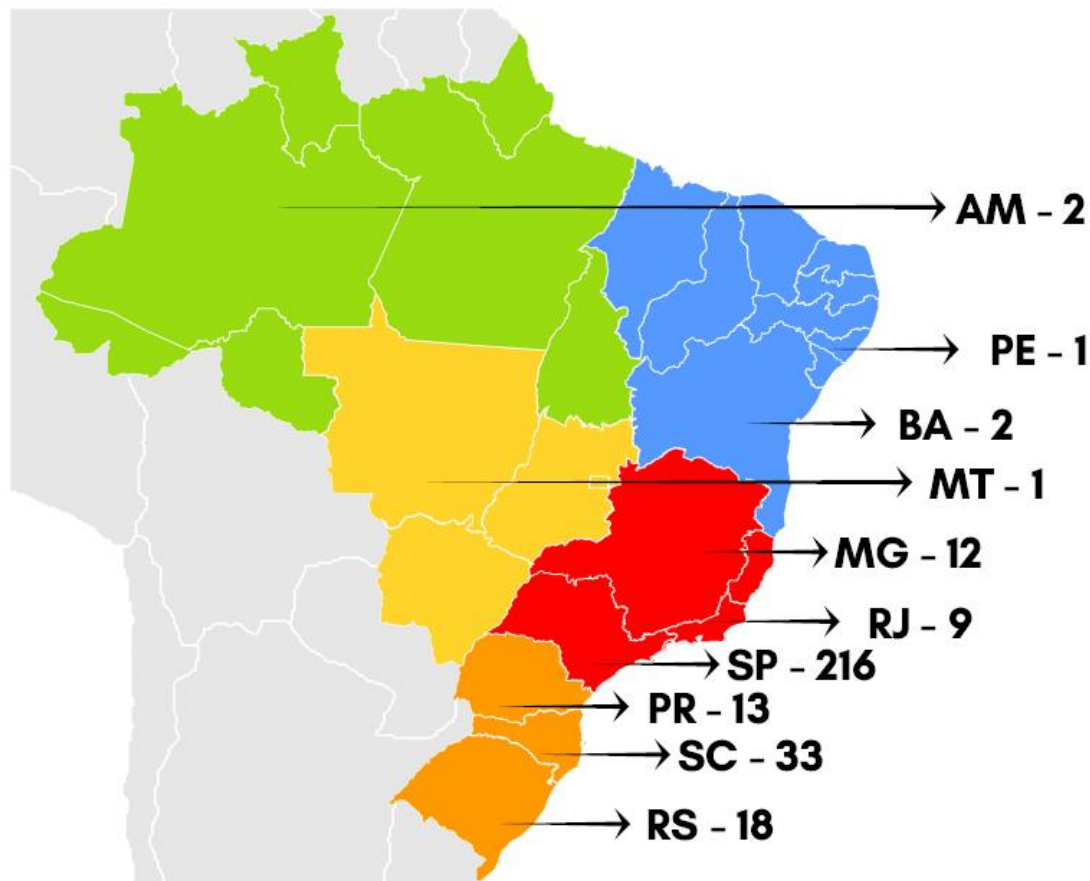 AM - 2
PE - 1
BA - 2
MT - 1
MG - 12
RJ - 9
SP - 216
PR - 13
SC - 33
RS - 18